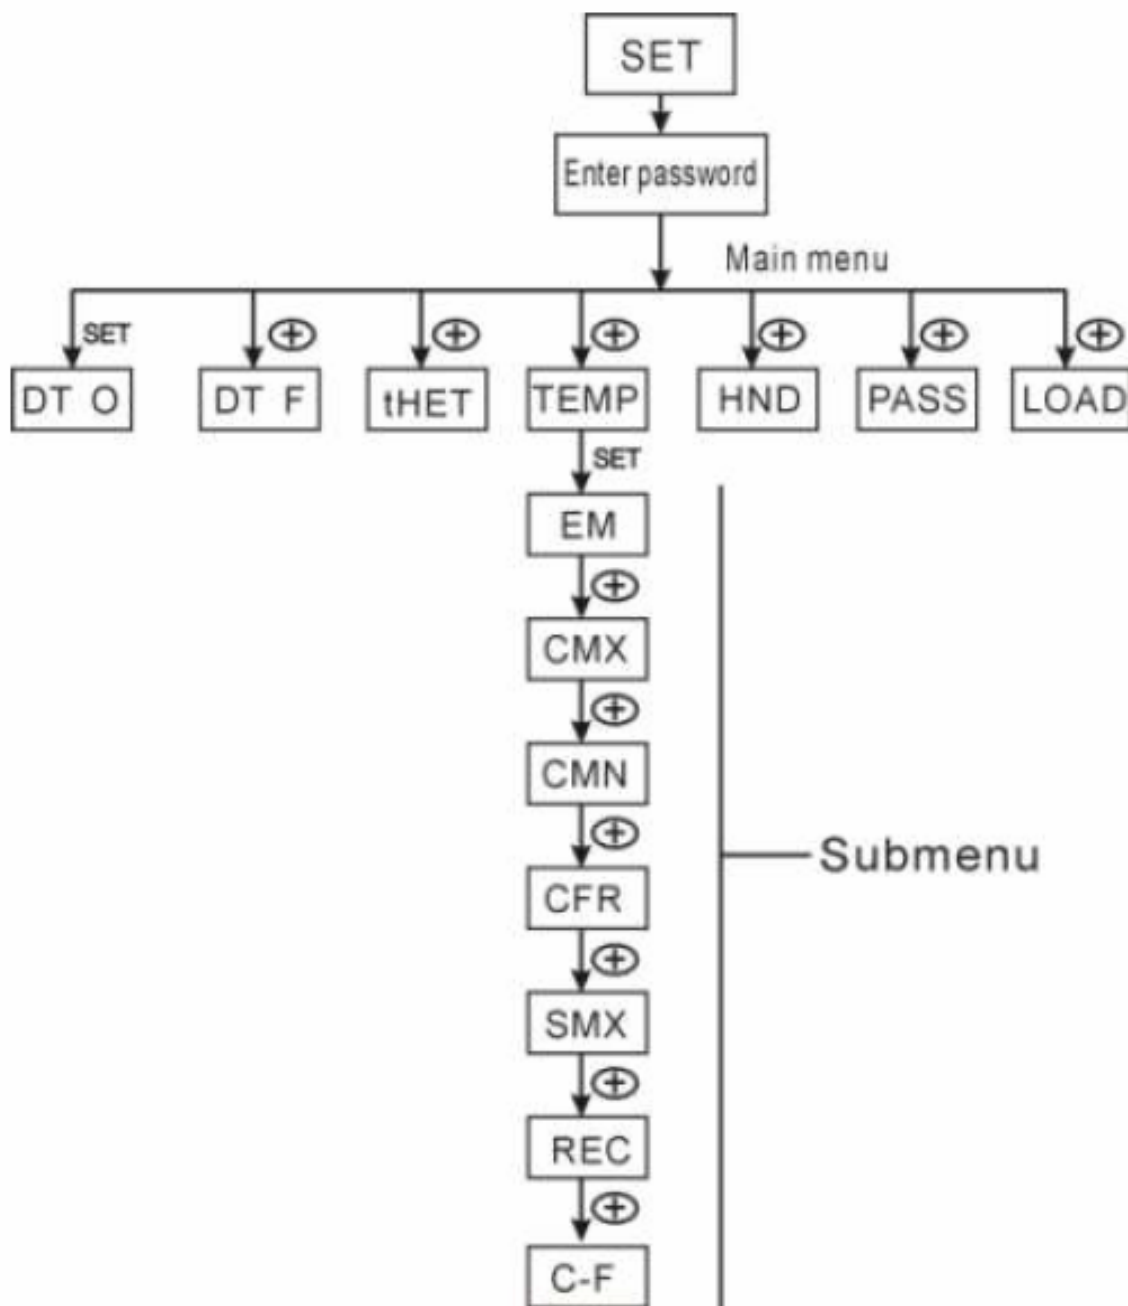 SET
Enter password
Main menu
SET
DT O
DT F
tHET
TEMP
HND
PASS
LOAD
SET
EM
CMX
CMN
CFR
Submenu
SMX
REC
C-F